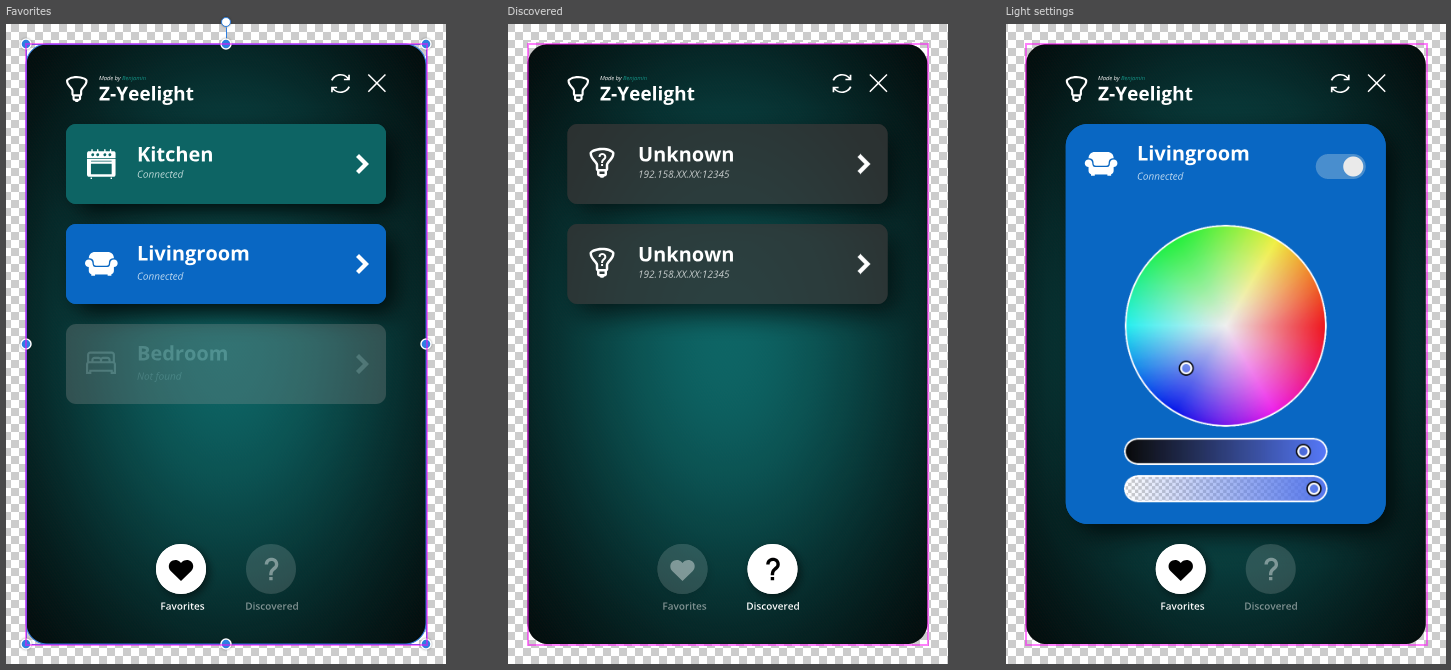 Favorites
Made by Benjamin
Z-Yeelight
Kitchen
Connected
Livingroom
Connected
Bedroom
Not found
Favorites
Discovered
Discovered
Made by Benjamin
Z-Yeelight
Unknown
192.158.XX.XX:12345
Unknown
192.158.XX.XX:12345
Favorites
Discovered
Light settings
Made by Benjamin
Z-Yeelight
Livingroom
Connected
Favorites
Discovered